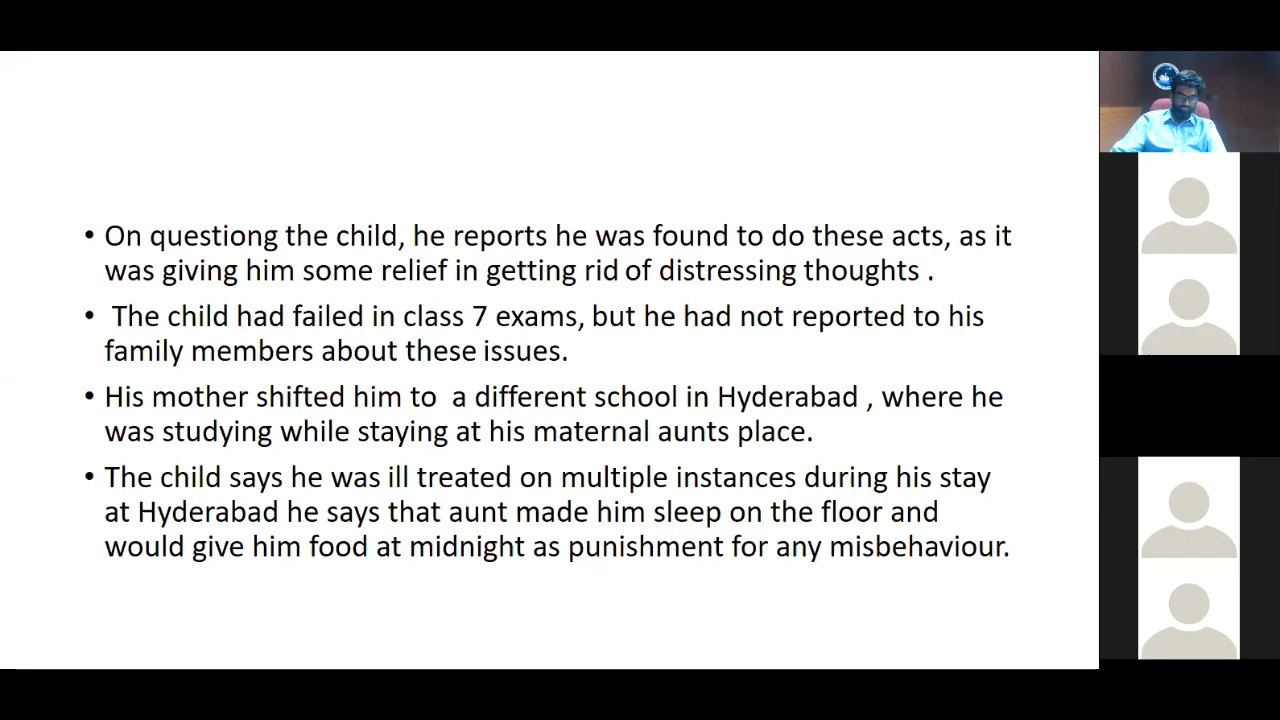 • On questiong the child, he reports he was found to do these acts, as it
was giving him some relief in getting rid of distressing thoughts .
• The child had failed in class 7 exams, but he had not reported to his
family members about these issues.
• His mother shifted him to a different school in Hyderabad , where he
was studying while staying at his maternal aunts place.
• The child says he was ill treated on multiple instances during his stay
at Hyderabad he says that aunt made him sleep on the floor and
would give him food at midnight as punishment for any misbehaviour.